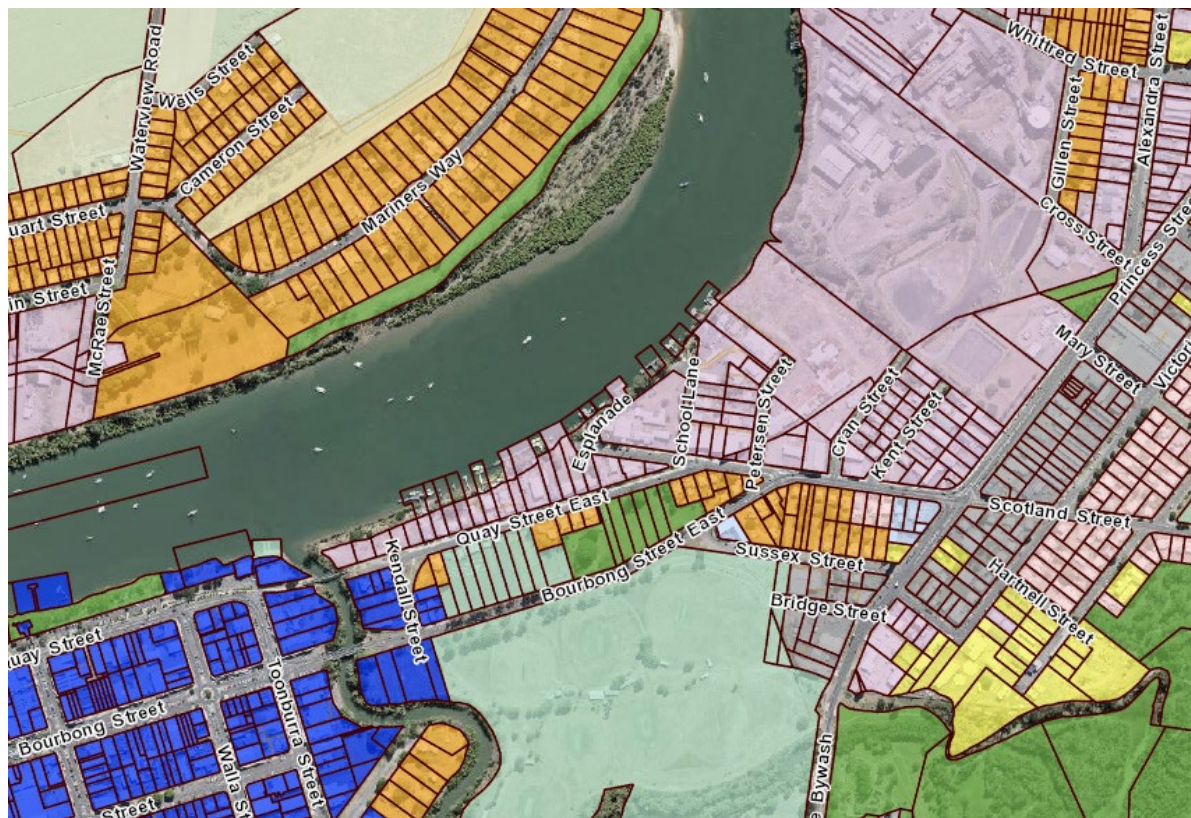 Whittred Street
Waterview Road
Wells Street
Gillen Street
Alexandra Street
Cameron Street
Mariners Way
uart Street
Cross Street
Princess Stree
in Street
McRae Street
Mary Street
Victori
School Lane
Petersen Street
Esplanade
Cran Street
Kent Street
Quay Street East
Scotland Street
Bourbong Street East
Sussex Street
Kendall Street
Hartnell Street
Bridge Street
Quay Street
Toonburra Street
Bourbong Street
Walla St
Street
e Bywash